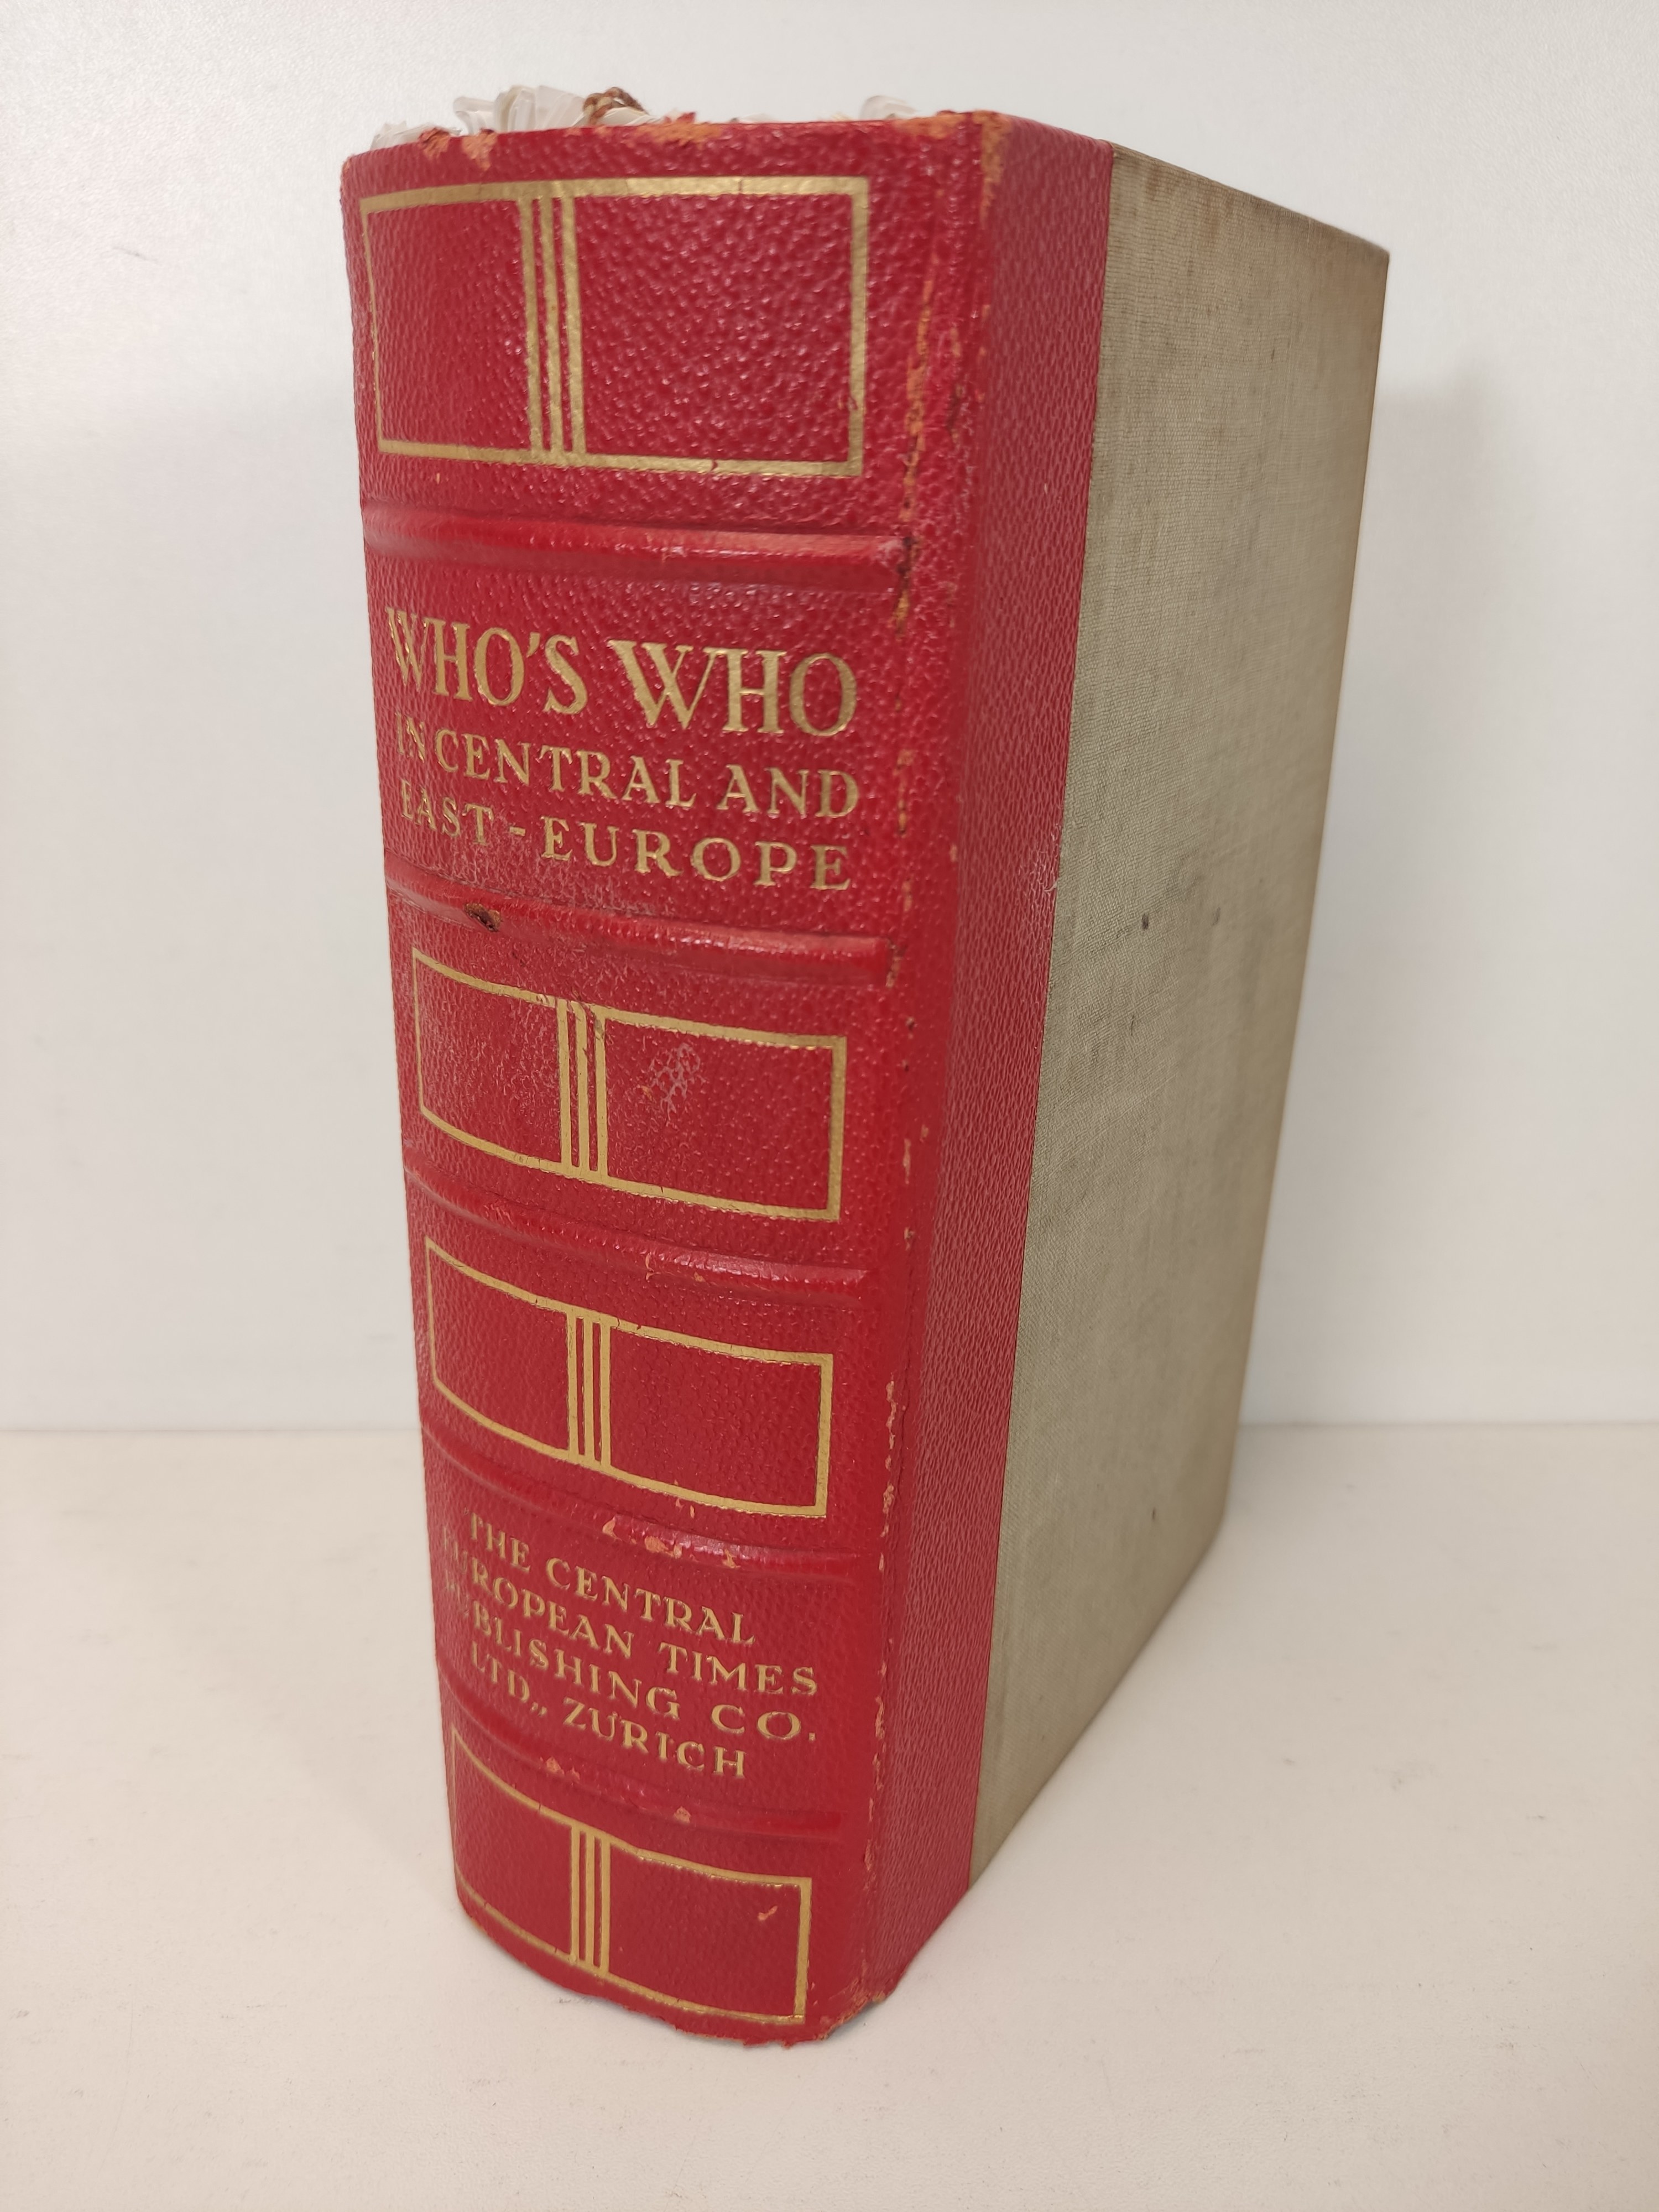 WHO'S WHO
IN CENTRAL AND
EAST-EUROPE
THE CENTRAL
EUROPEAN TIMES
PUBLISHING CO.
LTD., ZURICH